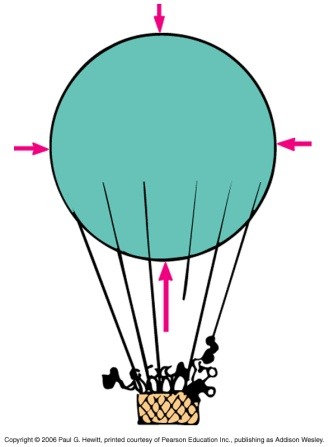 Copyright © 2006 Paul G. Hewitt, printed courtesy of Pearson Education Inc., publishing as Addison Wesley.